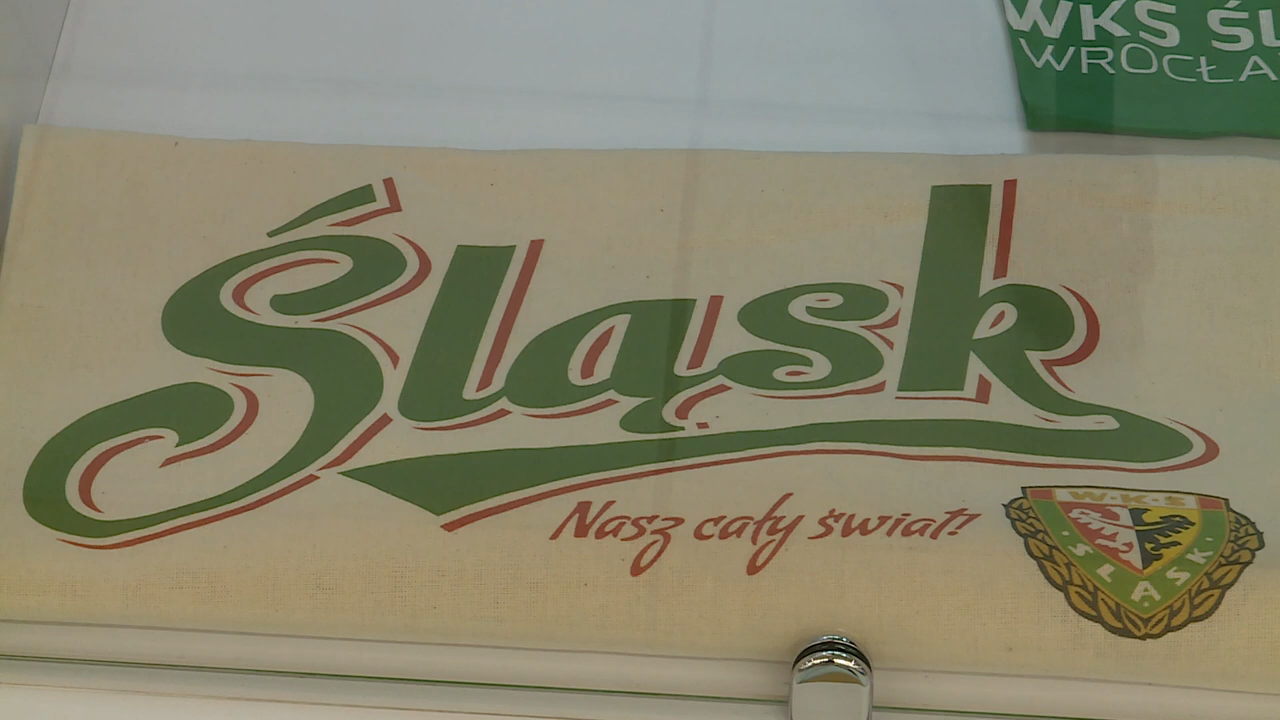 WKS ŚL
WROCŁA
Śląsk
Nasz cały świat!
W·K·S
ŚLĄSK